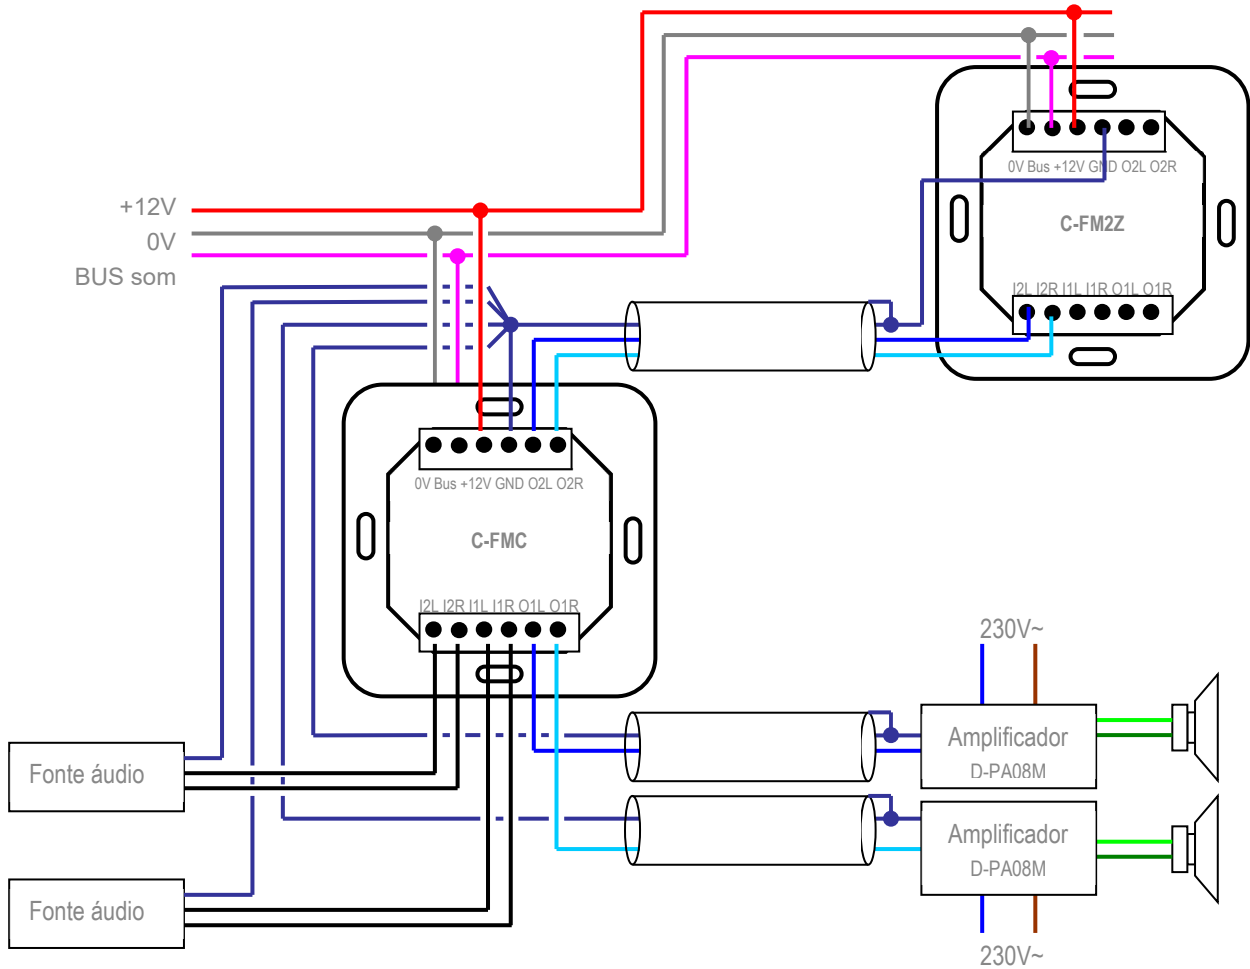 0V Bus +12V GND O2L O2R
C-FM2Z
I2L I2R I1L I1R O1L O1R
+12V
0V
BUS som
0V Bus +12V GND O2L O2R
C-FMC
I2L I2R I1L I1R O1L O1R
230V~
Amplificador
D-PA08M
Fonte áudio
Amplificador
D-PA08M
Fonte áudio
230V~